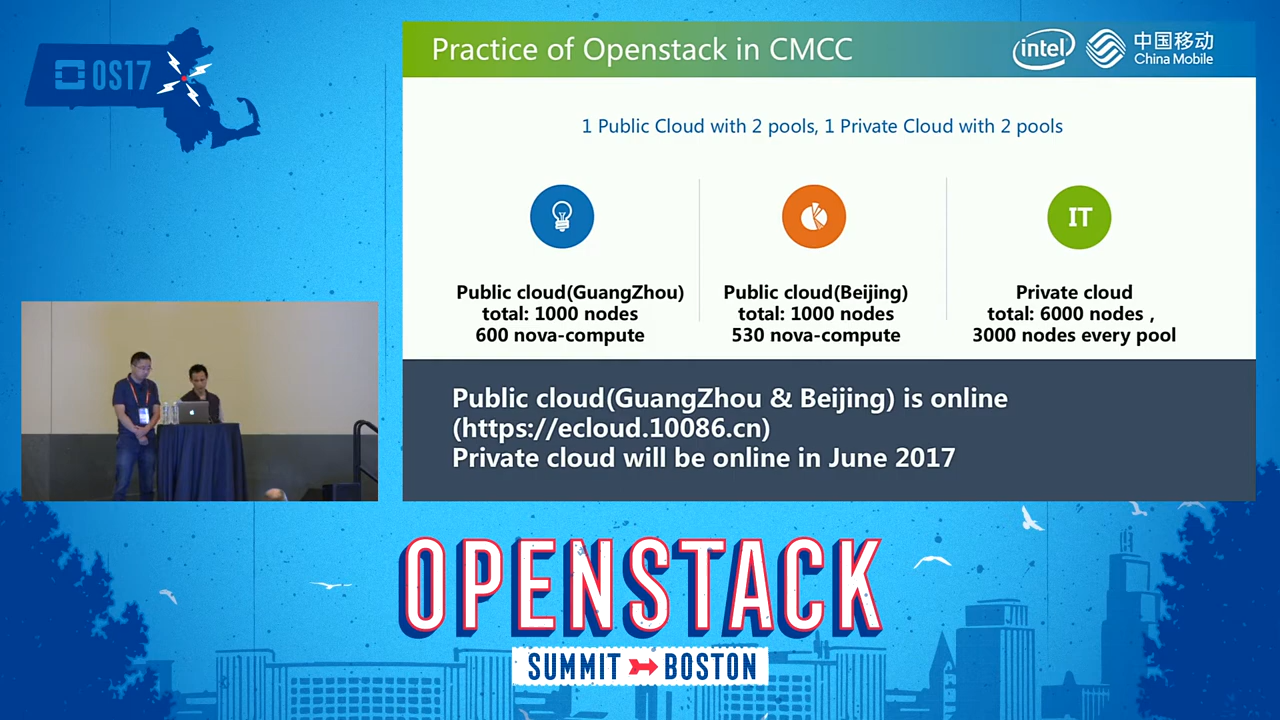 OS17
Practice of Openstack in CMCC
intel
中国移动
China Mobile
1 Public Cloud with 2 pools, 1 Private Cloud with 2 pools
IT
Public cloud(GuangZhou)
total: 1000 nodes
600 nova-compute
Public cloud(Beijing)
total: 1000 nodes
530 nova-compute
Private cloud
total: 6000 nodes ,
3000 nodes every pool
Public cloud(GuangZhou & Beijing) is online
(https://ecloud.10086.cn)
Private cloud will be online in June 2017
OPENSTACK
SUMMIT BOSTON